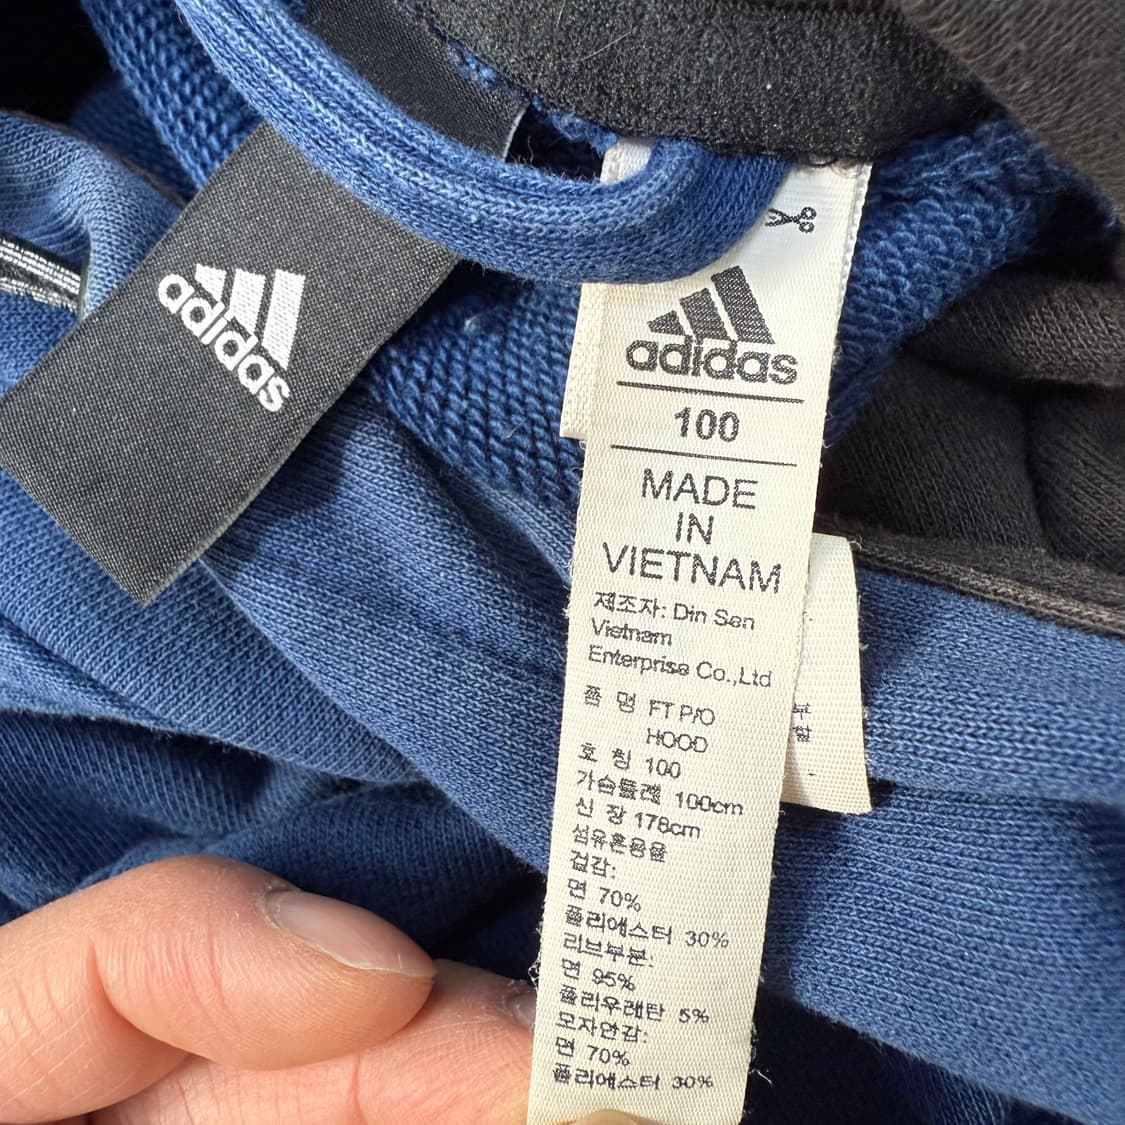 adidas
adidas
100
MADE
IN
VIETNAM
제조자: Din Sen
Vietnam
Enterprise Co.,Ltd
품 명 FT P/O
HOOD
호 칭 100
가슴둘레 100cm
신 장 178cm
섬유혼용율
겉감:
면 70%
폴리에스터 30%
리브부분:
면 95%
폴리우레탄 5%
모자안감:
면 70%
폴리에스터 30%